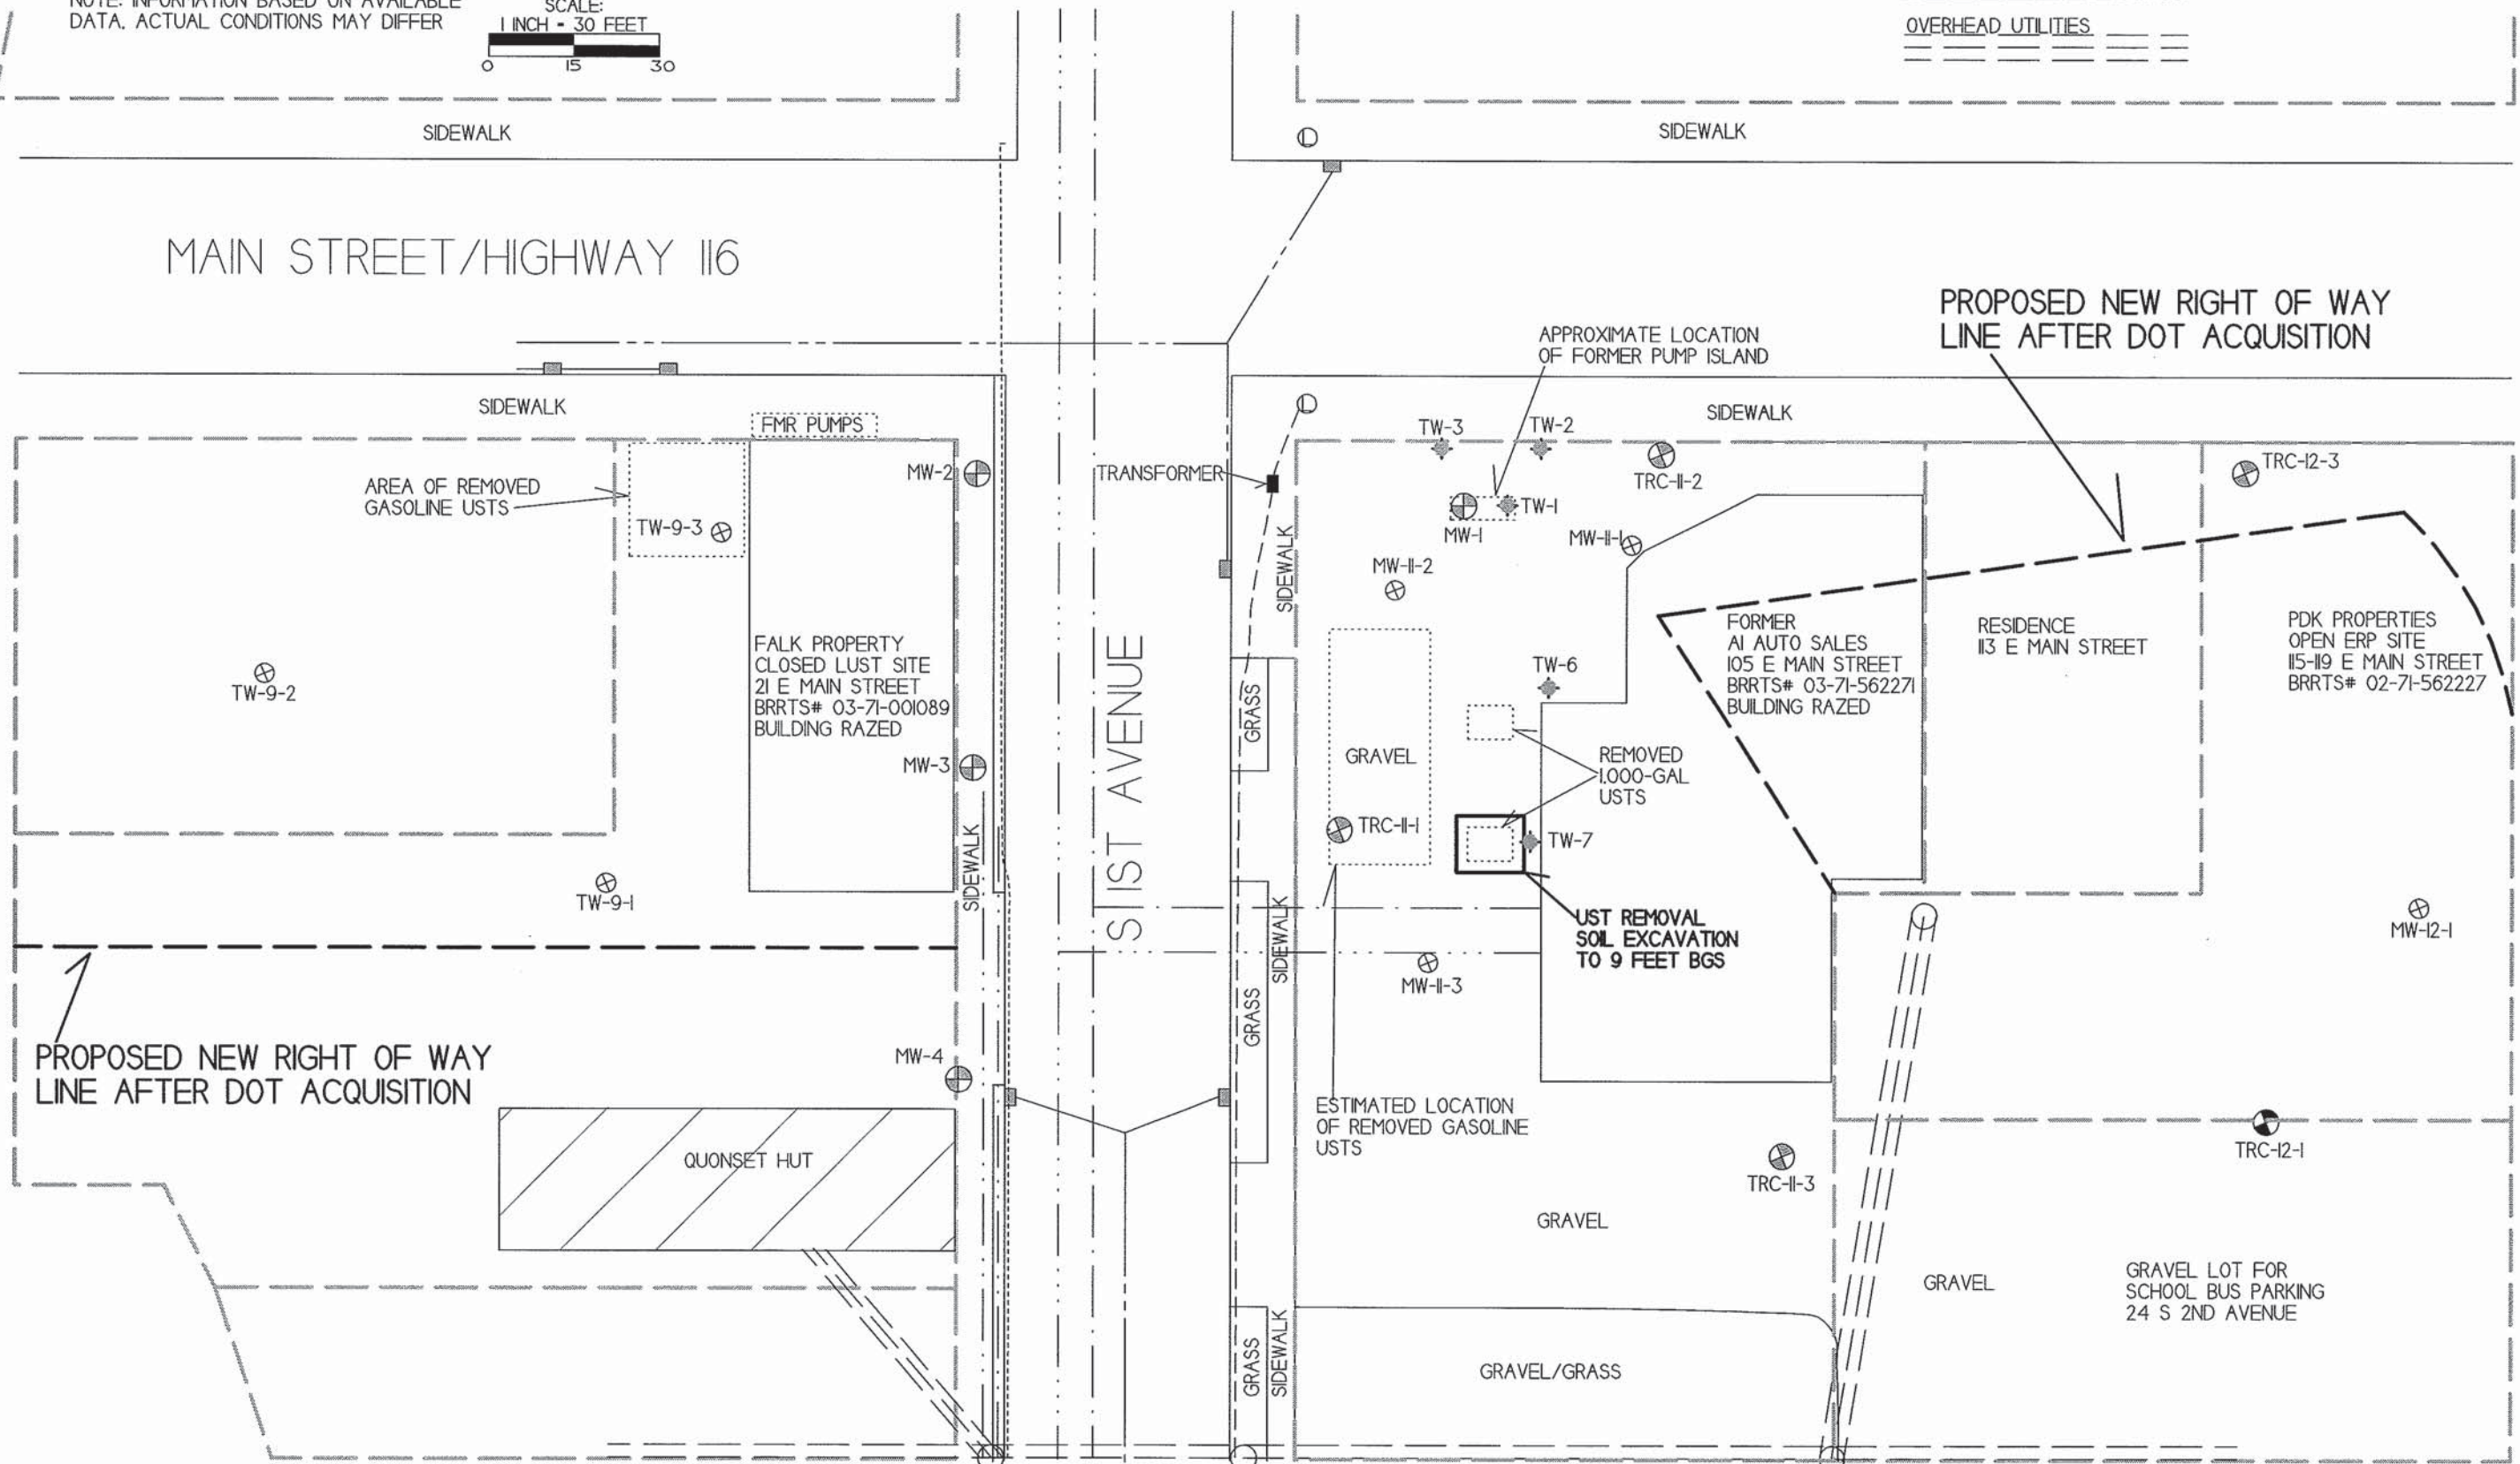 NOTE: INFORMATION BASED ON AVAILABLE
DATA. ACTUAL CONDITIONS MAY DIFFER
SCALE:
1 INCH = 30 FEET
0 15 30
OVERHEAD UTILITIES
SIDEWALK
SIDEWALK
MAIN STREET/HIGHWAY 116
PROPOSED NEW RIGHT OF WAY
LINE AFTER DOT ACQUISITION
APPROXIMATE LOCATION
OF FORMER PUMP ISLAND
SIDEWALK
FMR PUMPS
SIDEWALK
TW-3
TW-2
TRC-11-2
TRC-12-3
MW-2
TRANSFORMER
AREA OF REMOVED
GASOLINE USTS
TW-9-3
MW-1
TW-1
MW-11-1
MW-11-2
SIDEWALK
TW-9-2
FALK PROPERTY
CLOSED LUST SITE
21 E MAIN STREET
BRRTS# 03-71-001089
BUILDING RAZED
S 1ST AVENUE
GRASS
GRAVEL
TW-6
FORMER
A1 AUTO SALES
105 E MAIN STREET
BRRTS# 03-71-562271
BUILDING RAZED
RESIDENCE
113 E MAIN STREET
PDK PROPERTIES
OPEN ERP SITE
115-119 E MAIN STREET
BRRTS# 02-71-562227
MW-3
REMOVED
1,000-GAL
USTS
TRC-11-1
TW-7
SIDEWALK
TW-9-1
SIDEWALK
UST REMOVAL
SOIL EXCAVATION
TO 9 FEET BGS
MW-12-1
MW-11-3
GRASS
PROPOSED NEW RIGHT OF WAY
LINE AFTER DOT ACQUISITION
MW-4
ESTIMATED LOCATION
OF REMOVED GASOLINE
USTS
QUONSET HUT
TRC-11-3
TRC-12-1
GRAVEL
GRAVEL
GRAVEL LOT FOR
SCHOOL BUS PARKING
24 S 2ND AVENUE
GRASS
SIDEWALK
GRAVEL/GRASS